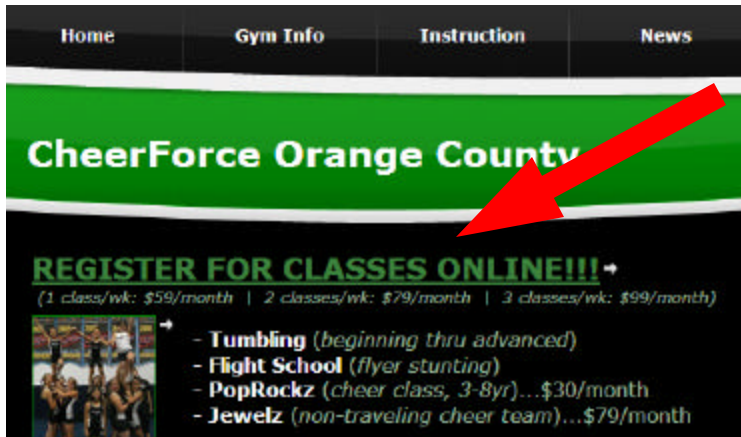 Home Gym Info Instruction News
CheerForce Orange County
REGISTER FOR CLASSES ONLINE!!!
(1 class/wk: $59/month | 2 classes/wk: $79/month | 3 classes/wk: $99/month)
- Tumbling (beginning thru advanced)
- Flight School (flyer stunting)
- PopRockz (cheer class, 3-8yr)...$30/month
- Jewelz (non-traveling cheer team)...$79/month